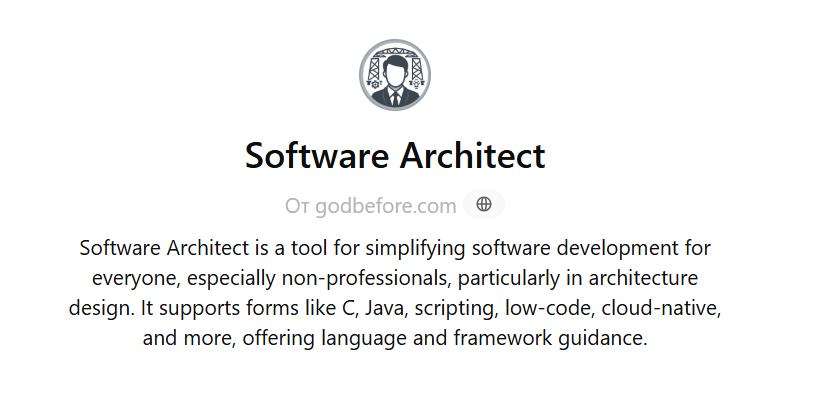 Software Architect
От godbefore.com
Software Architect is a tool for simplifying software development for
everyone, especially non-professionals, particularly in architecture
design. It supports forms like C, Java, scripting, low-code, cloud-native,
and more, offering language and framework guidance.